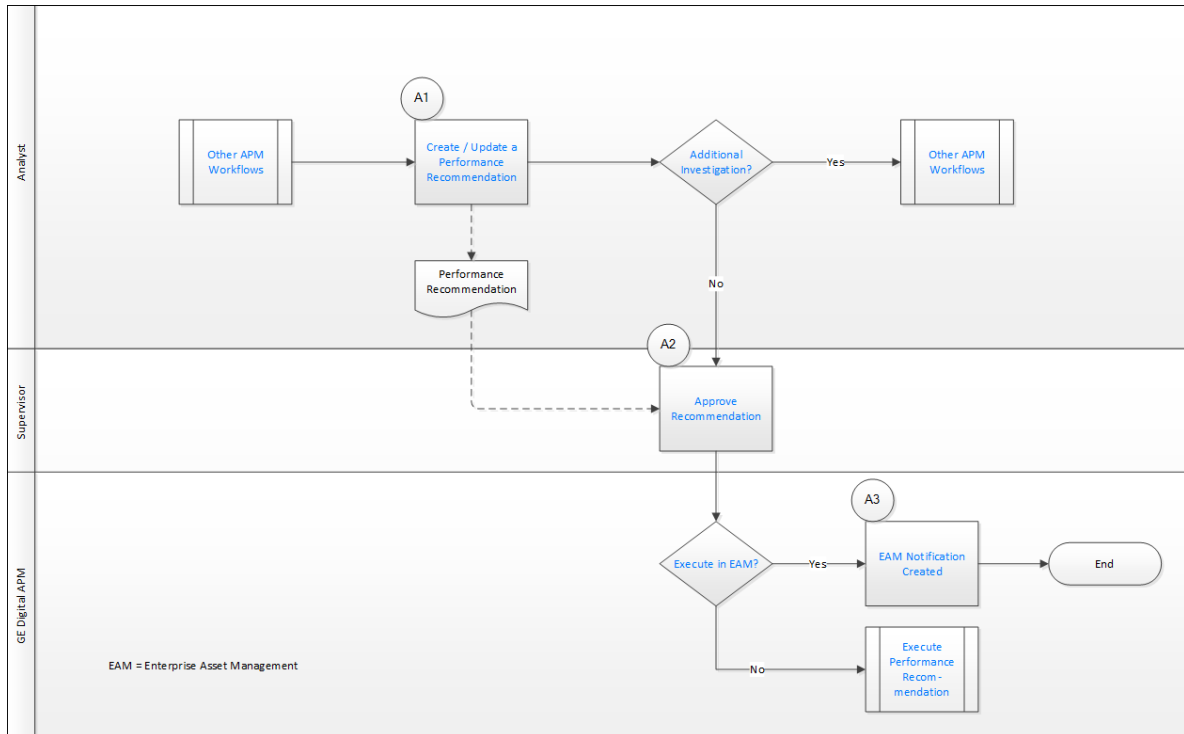 Analyst
A1
Other APM
Workflows
Create / Update a
Performance
Recommendation
Additional
Investigation?
Yes
Other APM
Workflows
Performance
Recommendation
No
Supervisor
A2
Approve
Recommendation
GE Digital APM
A3
Execute in EAM?
Yes
EAM Notification
Created
End
No
Execute
Performance
Recom-
mendation
EAM = Enterprise Asset Management